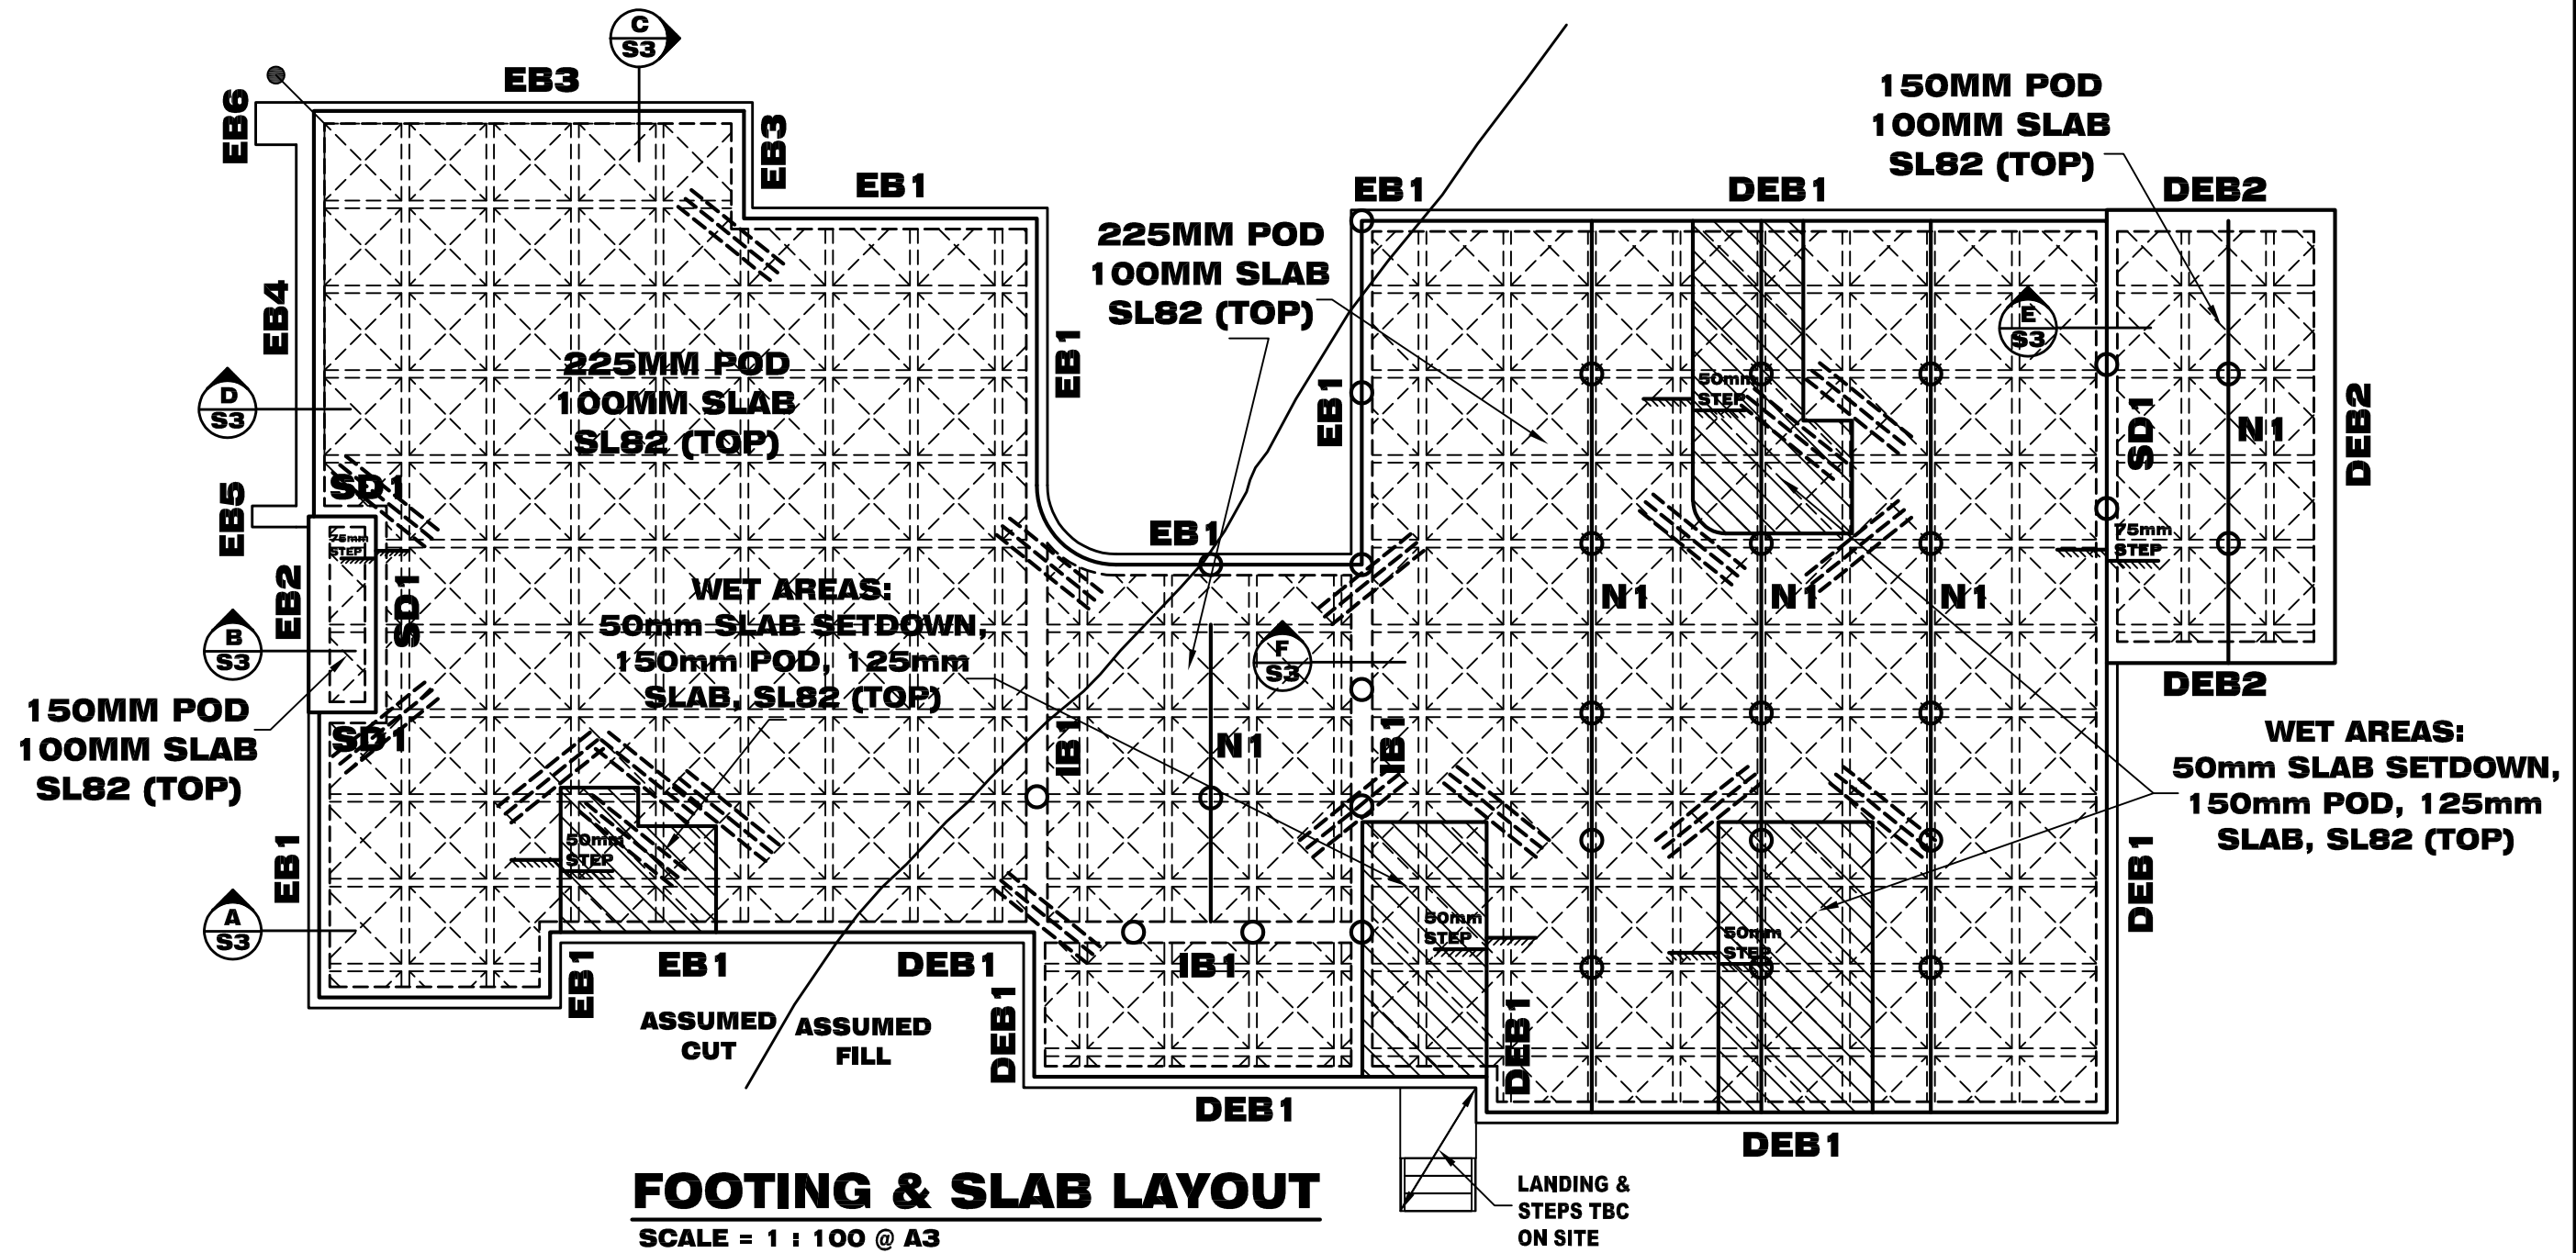 C
S3
EB3
EB6
EB3
EB1
EB1
DEB1
150MM POD
100MM SLAB
SL82 (TOP)
DEB2
225MM POD
100MM SLAB
SL82 (TOP)
EB4
EB1
EB1
E
S3
225MM POD
100MM SLAB
SL82 (TOP)
D
S3
50mm
STEP
SD1
N1
DEB2
SD1
EB5
75mm
STEP
EB1
75mm
STEP
EB2
SD1
WET AREAS:
50mm SLAB SETDOWN,
150mm POD, 125mm
SLAB, SL82 (TOP)
N1
N1
N1
B
S3
F
S3
DEB2
150MM POD
100MM SLAB
SL82 (TOP)
SD1
IB1
N1
IB1
WET AREAS:
50mm SLAB SETDOWN,
150mm POD, 125mm
SLAB, SL82 (TOP)
EB1
50mm
STEP
DEB1
A
S3
50mm
STEP
50mm
STEP
EB1
EB1
DEB1
IB1
DEB1
DEB1
ASSUMED
CUT
ASSUMED
FILL
DEB1
DEB1
FOOTING & SLAB LAYOUT
SCALE = 1 : 100 @ A3
LANDING &
STEPS TBC
ON SITE